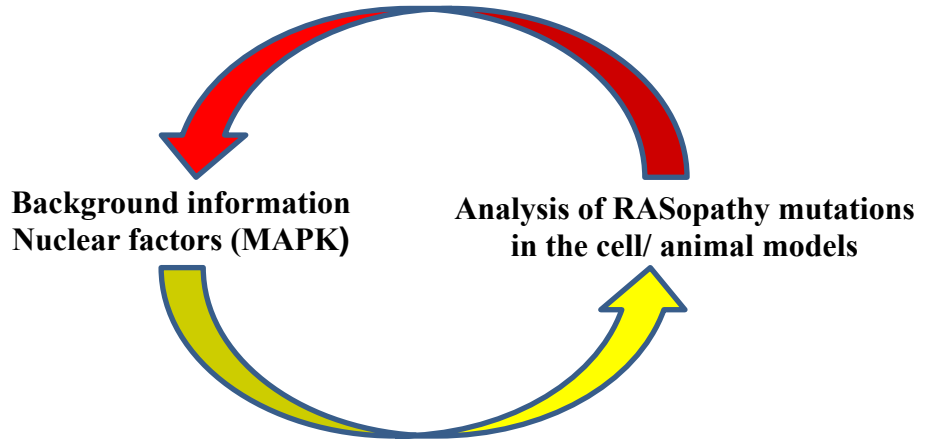 Background information
Nuclear factors (MAPK)
Analysis of RASopathy mutations
in the cell/ animal models